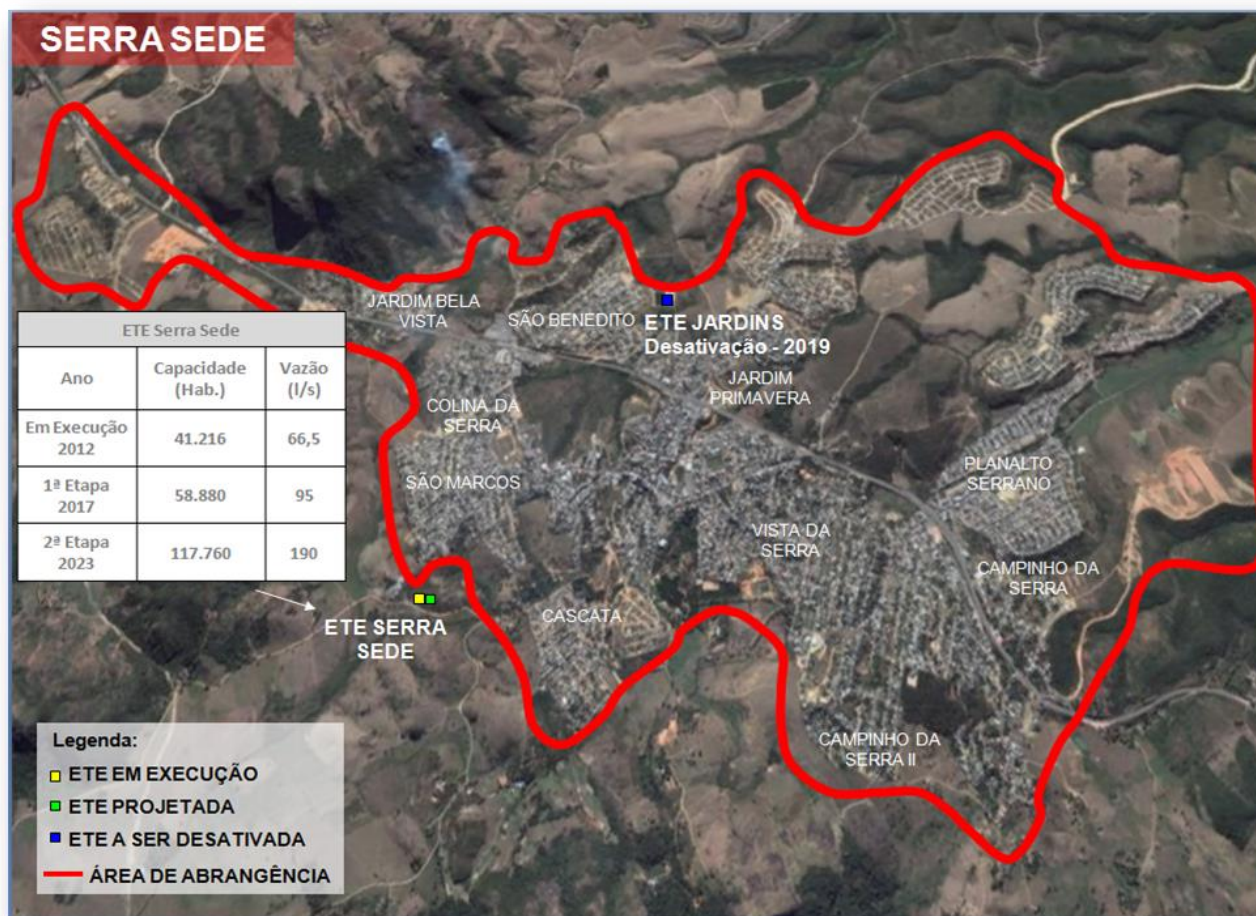 SERRA SEDE
JARDIM BELA
VISTA
SÃO BENEDITO
ETE JARDINS
Desativação - 2019
JARDIM
PRIMAVERA
ETE Serra Sede
Ano Capacidade (Hab.) Vazão (l/s)
Em Execução 2012 41.216 66,5
1ª Etapa 2017 58.880 95
2ª Etapa 2023 117.760 190
COLINA DA
SERRA
SÃO MARCOS
PLANALTO
SERRANO
VISTA DA
SERRA
CAMPINHO DA
SERRA
CASCATA
ETE SERRA
SEDE
CAMPINHO DA
SERRA II
Legenda:
ETE EM EXECUÇÃO
ETE PROJETADA
ETE A SER DESATIVADA
ÁREA DE ABRANGÊNCIA